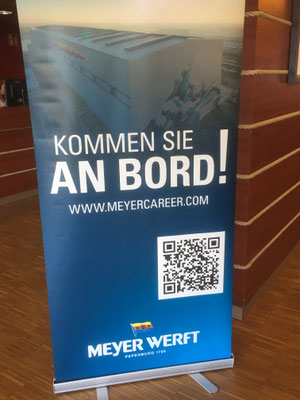 KOMMEN SIE
AN BORD!
WWW.MEYERCAREER.COM
MEYER WERFT
PAPENBURG 1795